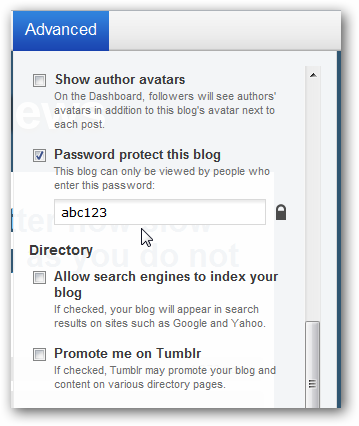 Advanced
Show author avatars
On the Dashboard, followers will see authors'
avatars in addition to this blog's avatar next to
each post.
Password protect this blog
This blog can only be viewed by people who
enter this password:
abc123
Directory
Allow search engines to index your
blog
If checked, your blog will appear in search
results on sites such as Google and Yahoo.
Promote me on Tumblr
If checked, Tumblr may promote your blog and
content on various directory pages.